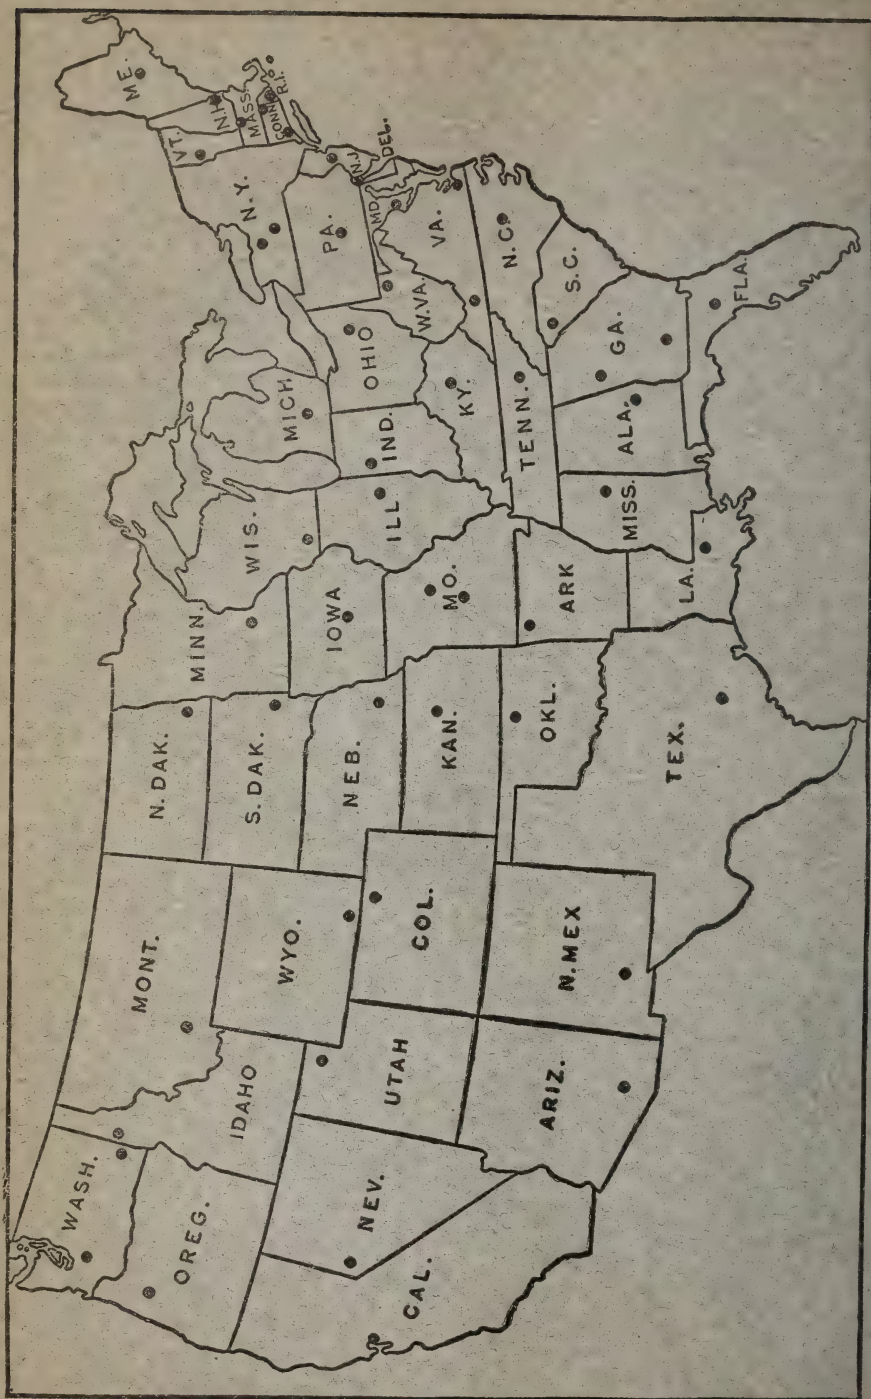 WASH.
OREG.
CAL.
NEV.
IDAHO
MONT.
WYO.
UTAH
COL.
ARIZ.
N.MEX
N. DAK.
S. DAK.
NEB.
KAN.
OKL.
TEX.
MINN.
IOWA
MO.
ARK
LA.
WIS.
ILL
MICH
IND.
OHIO
KY.
TENN.
MISS.
ALA.
GA.
FLA.
S.C.
N.C.
VA.
W.VA.
MD.
DEL.
PA.
N.J.
N.Y.
VT.
N.H.
ME.
MASS.
CONN.
R.I.